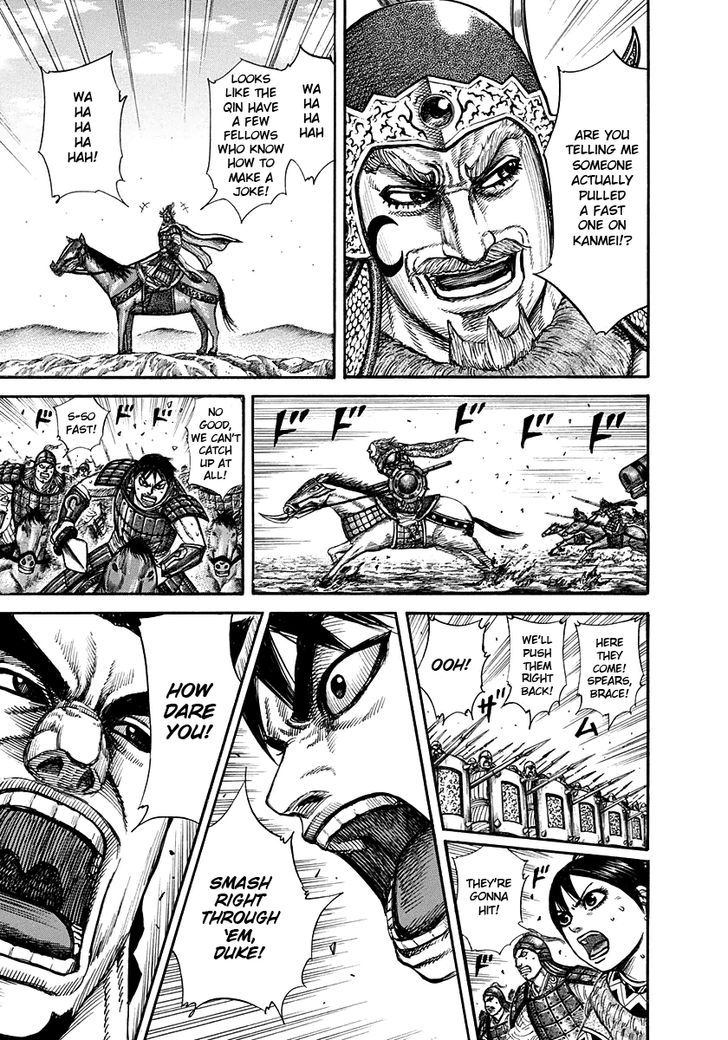 ARE YOU
TELLING ME
SOMEONE
ACTUALLY
PULLED
A FAST
ONE ON
KANMEI!?
WA
HA
HA
HAH
LOOKS
LIKE THE
QIN HAVE
A FEW
FELLOWS
WHO KNOW
HOW TO
MAKE A
JOKE!
WA
HA
HA
HA
HAH!
ドドドドド
NO
GOOD,
WE CAN'T
CATCH
UP AT
ALL!
ド
S-SO
FAST!
ド
HERE
THEY
COME!
SPEARS,
BRACE!
WE'LL
PUSH
THEM
RIGHT
BACK!
OOH!
ザ
ム
THEY'RE
GONNA
HIT!
ド
ド
SMASH
RIGHT
THROUGH
'EM,
DUKE!
HOW
DARE
YOU!